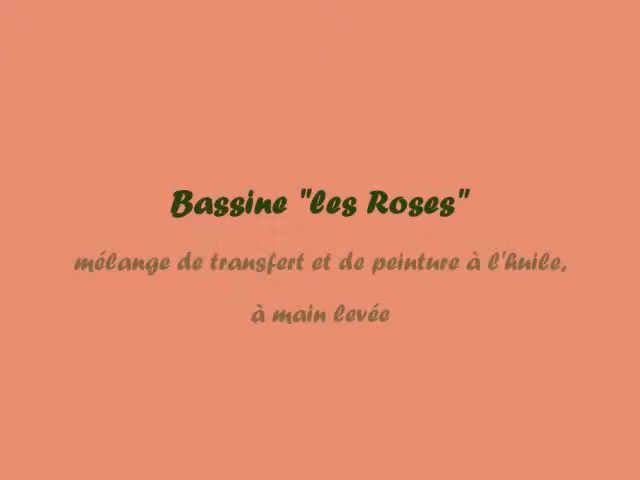 Bassine "les Roses"
mélange de transfert et de peinture à l'huile,
à main levée